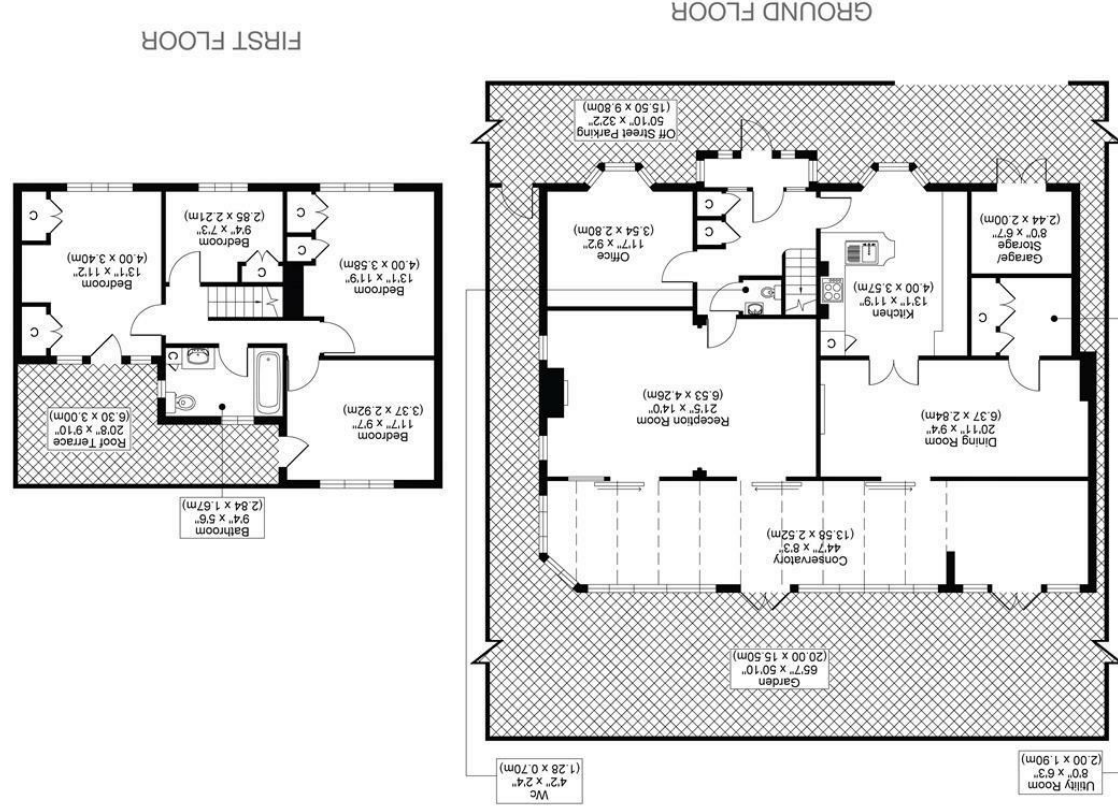 Utility Room
8'0" x 6'3"
(2.00 x 1.90m)
Wc
4'2" x 2'4"
(1.28 x 0.70m)
Garden
65'7" x 50'10"
(20.00 x 15.50m)
Conservatory
44'7" x 8'3"
(13.58 x 2.52m)
Dining Room
20'11" x 9'4"
(6.37 x 2.84m)
Reception Room
21'5" x 14'0"
(6.53 x 4.26m)
C
C
Kitchen
13'1" x 11'9"
(4.00 x 3.57m)
Garage/
Storage
8'0" x 6'7"
(2.44 x 2.00m)
C
C
Office
11'7" x 9'2"
(3.54 x 2.80m)
Off Street Parking
50'10" x 32'2"
(15.50 x 9.80m)
GROUND FLOOR
Bathroom
9'4" x 5'6"
(2.84 x 1.67m)
Bedroom
11'7" x 9'7"
(3.37 x 2.92m)
Roof Terrace
20'8" x 9'10"
(6.30 x 3.00m)
C
C
Bedroom
13'1" x 11'9"
(4.00 x 3.58m)
C
C
C
Bedroom
9'4" x 7'3"
(2.85 x 2.21m)
Bedroom
13'1" x 11'2"
(4.00 x 3.40m)
C
FIRST FLOOR